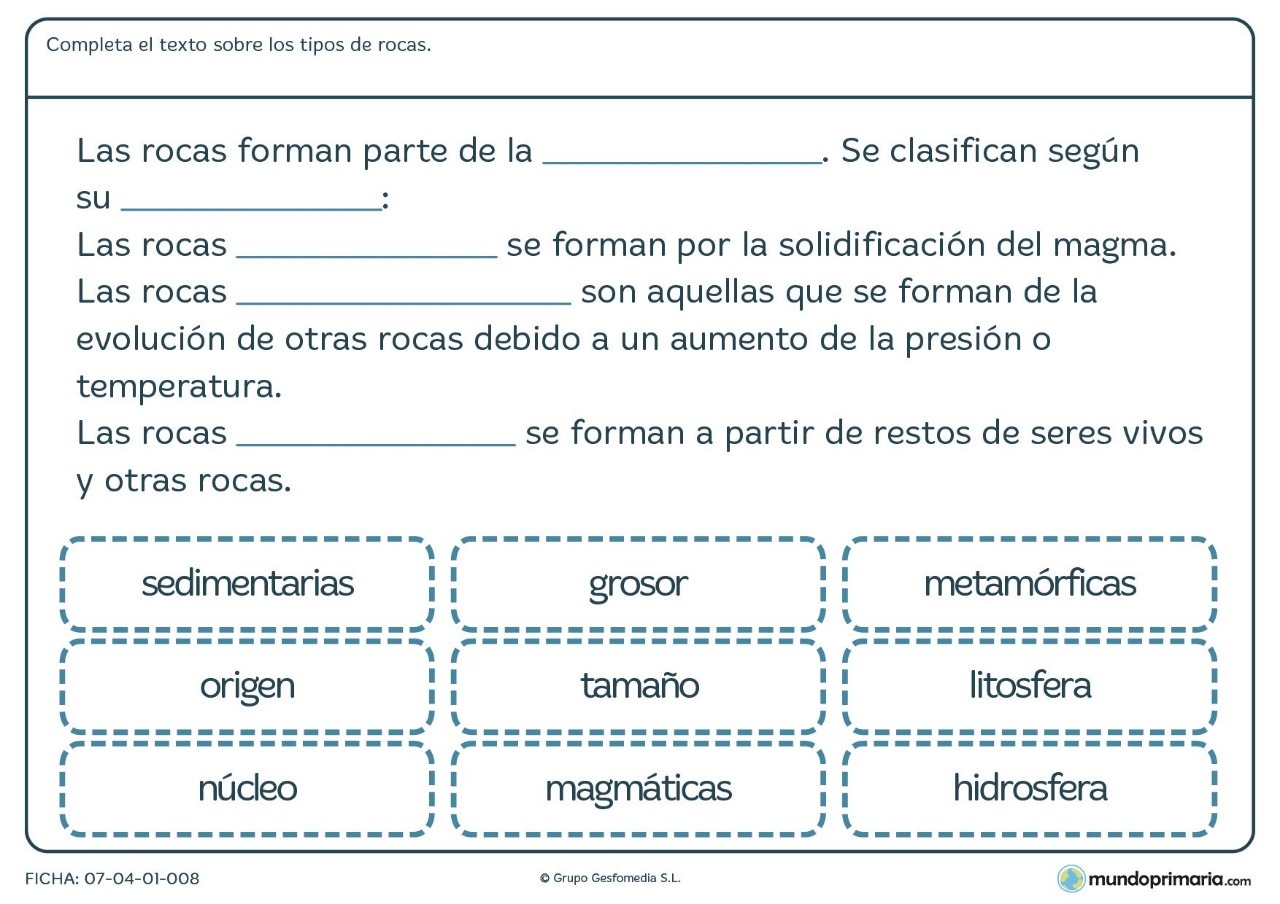 Completa el texto sobre los tipos de rocas.
Las rocas forman parte de la _______________. Se clasifican según
su ______________:
Las rocas ______________ se forman por la solidificación del magma.
Las rocas __________________ son aquellas que se forman de la
evolución de otras rocas debido a un aumento de la presión o
temperatura.
Las rocas _______________ se forman a partir de restos de seres vivos
y otras rocas.
sedimentarias grosor metamórficas
origen tamaño litosfera
núcleo magmáticas hidrosfera
FICHA: 07-04-01-008 © Grupo Gesfomedia S.L. mundoprimaria.com